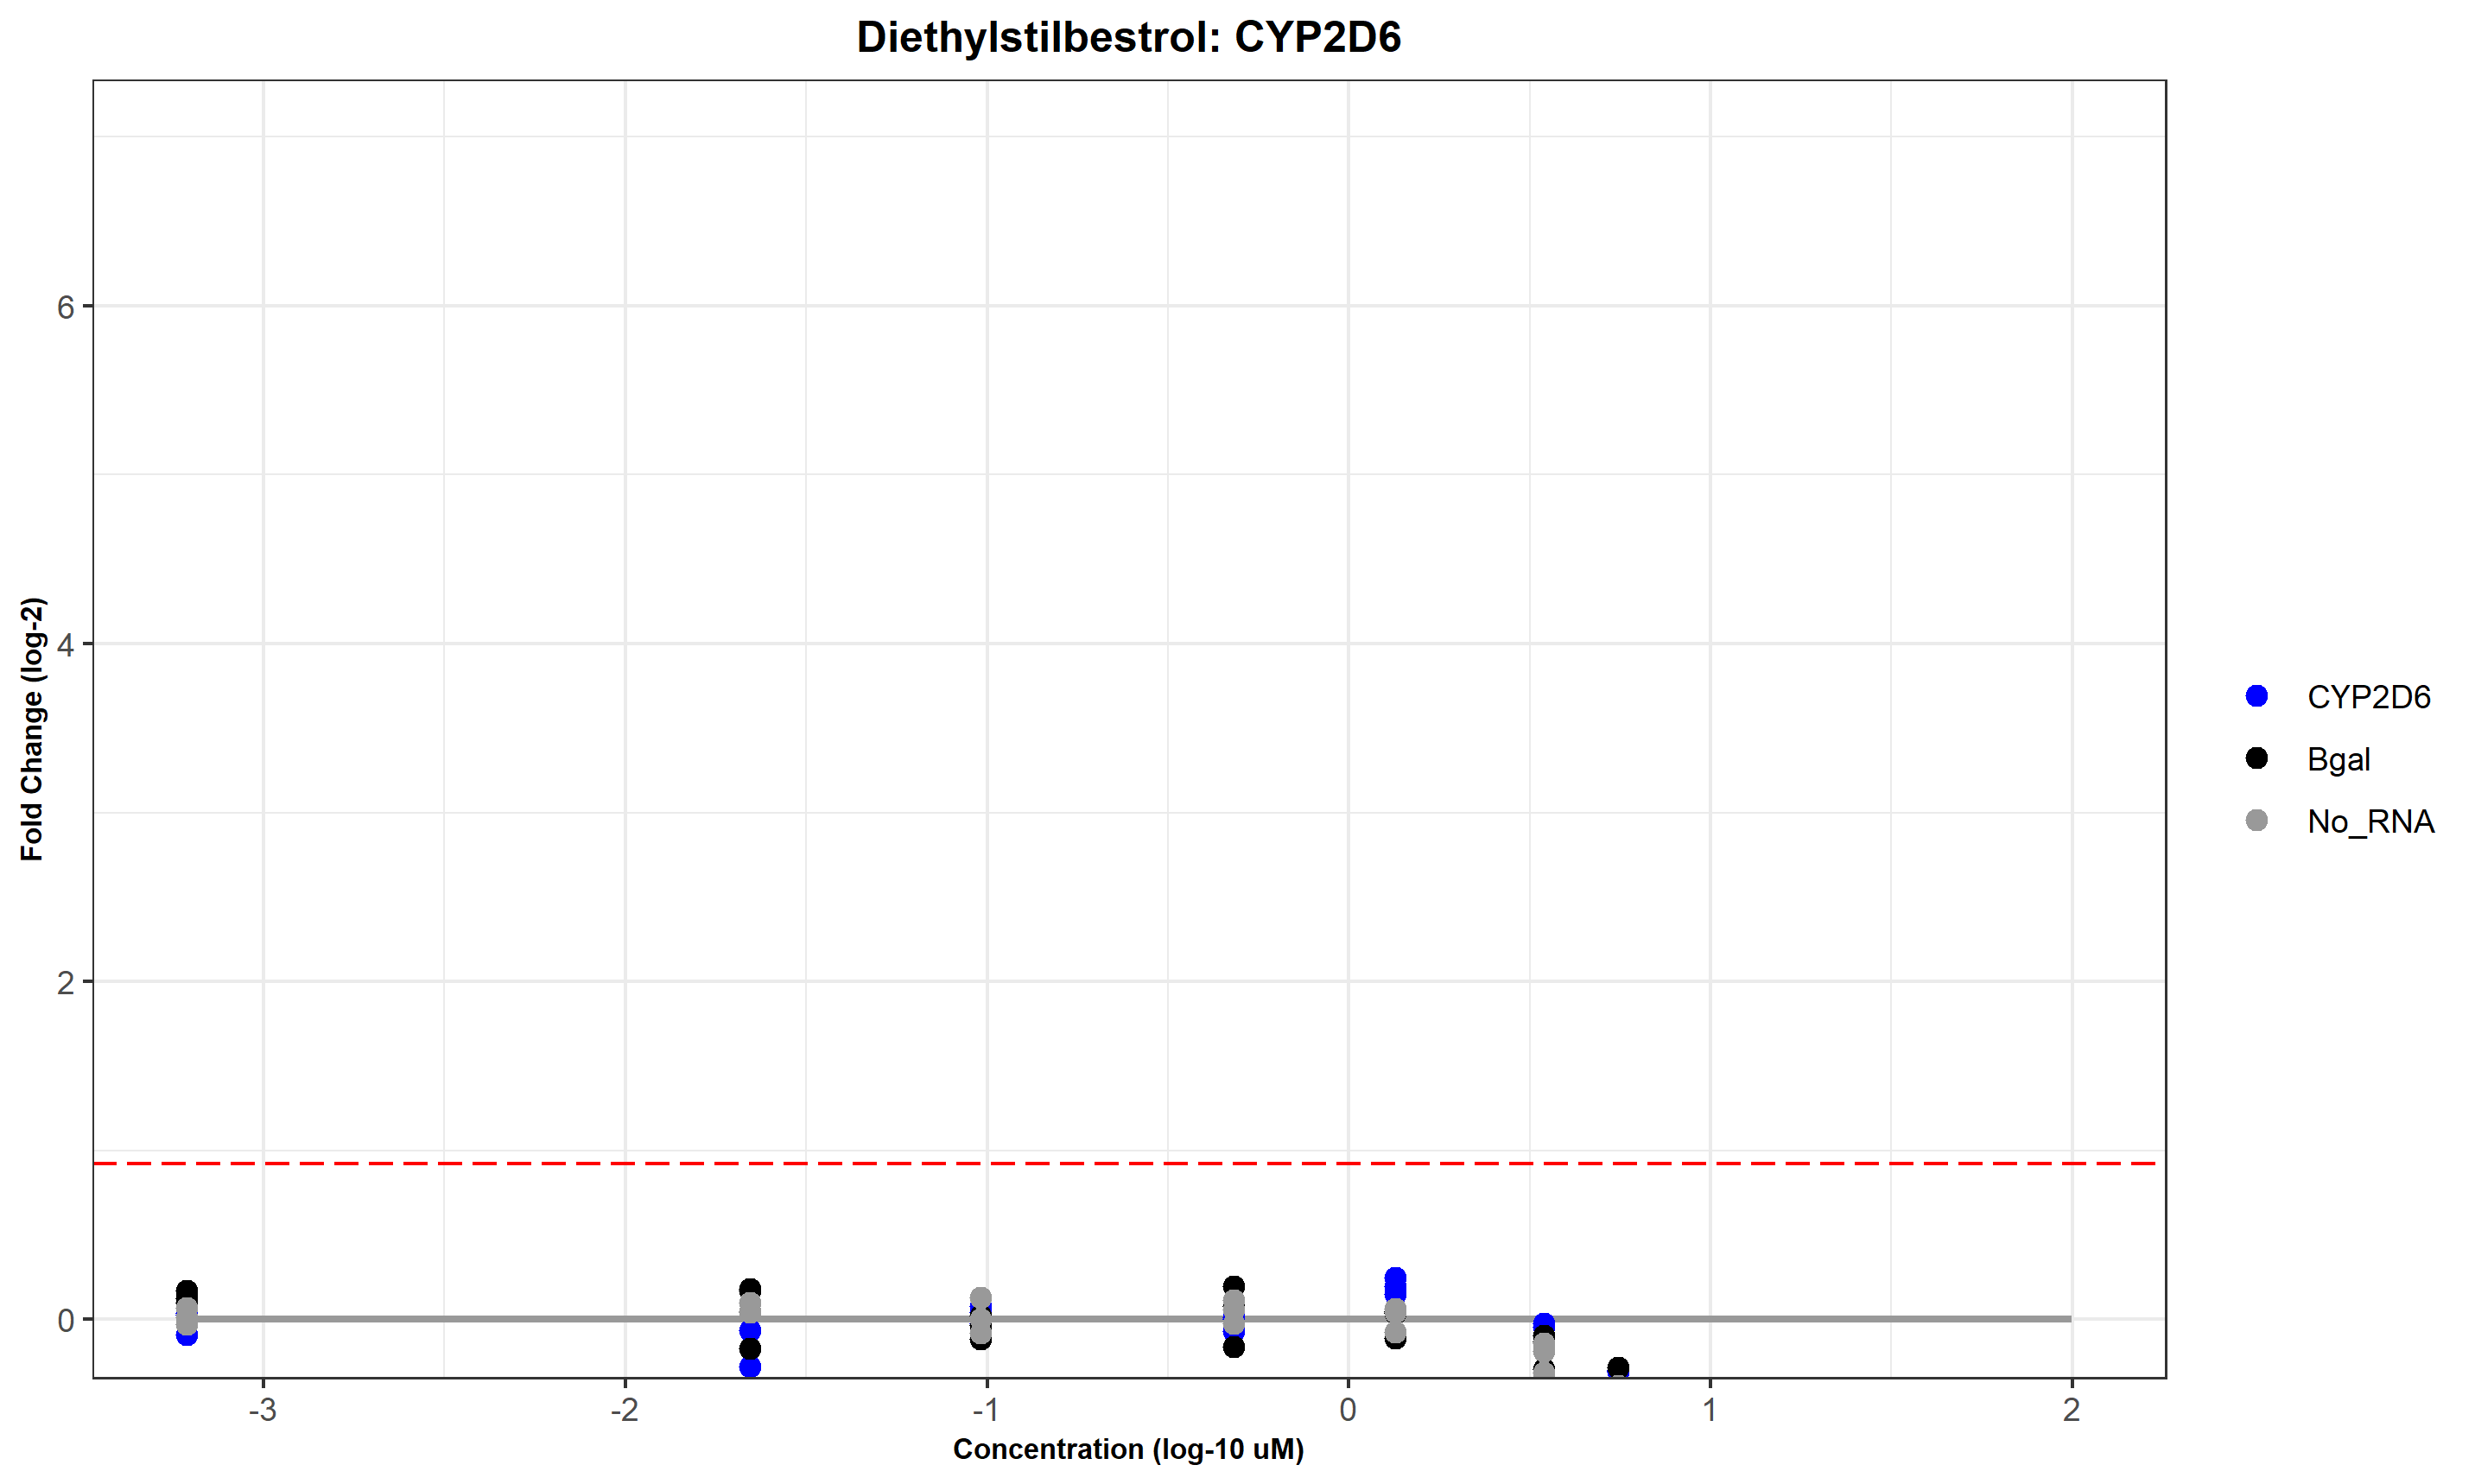 Diethylstilbestrol: CYP2D6
Fold Change (log-2)
6
4
2
0
-3
-2
-1
0
1
2
Concentration (log-10 uM)
CYP2D6
Bgal
No_RNA